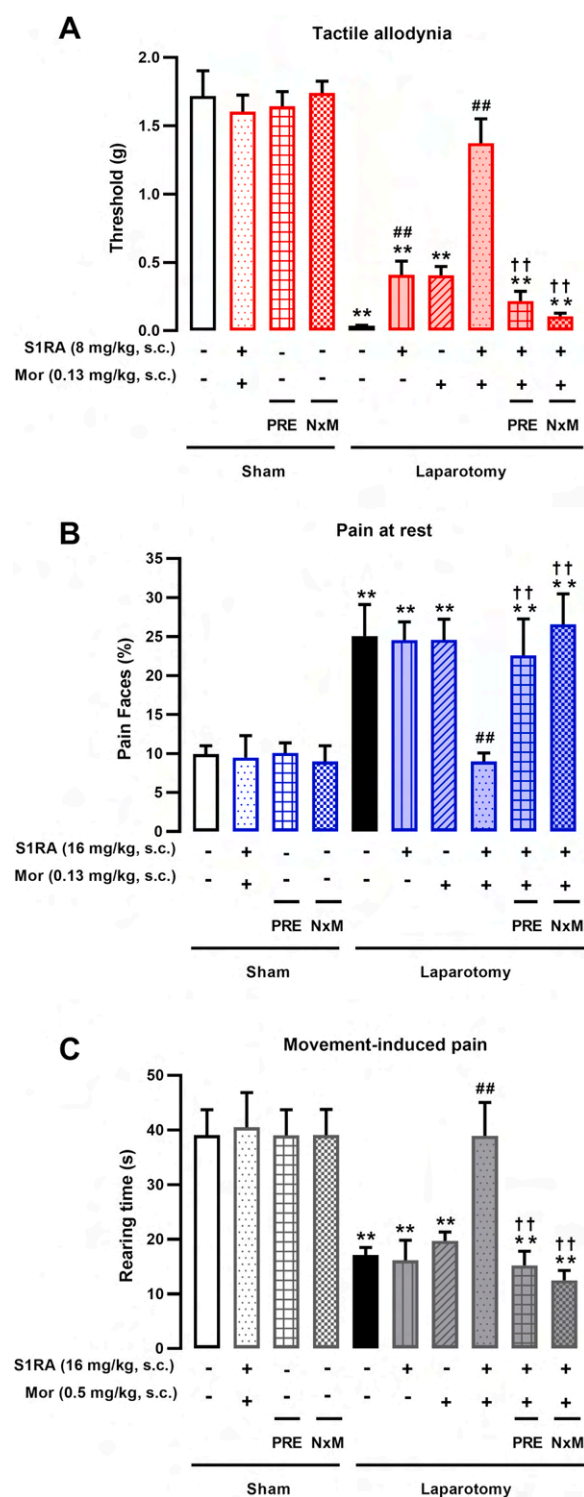 A
Tactile allodynia
Threshold (g)
2.0
1.5
1.0
0.5
0.0
** ## ** ** ## †† ** †† **
S1RA (8 mg/kg, s.c.) - + - - - + - + + +
Mor (0.13 mg/kg, s.c.) - + - - - - + + + +
PRE NxM PRE NxM
Sham Laparotomy
B
Pain at rest
Pain Faces (%)
35
30
25
20
15
10
5
0
** ** ** ## †† ** †† **
S1RA (16 mg/kg, s.c.) - + - - - + - + + +
Mor (0.13 mg/kg, s.c.) - + - - - - + + + +
PRE NxM PRE NxM
Sham Laparotomy
C
Movement-induced pain
Rearing time (s)
50
40
30
20
10
0
** ** ** ## †† ** †† **
S1RA (16 mg/kg, s.c.) - + - - - + - + + +
Mor (0.5 mg/kg, s.c.) - + - - - - + + + +
PRE NxM PRE NxM
Sham Laparotomy